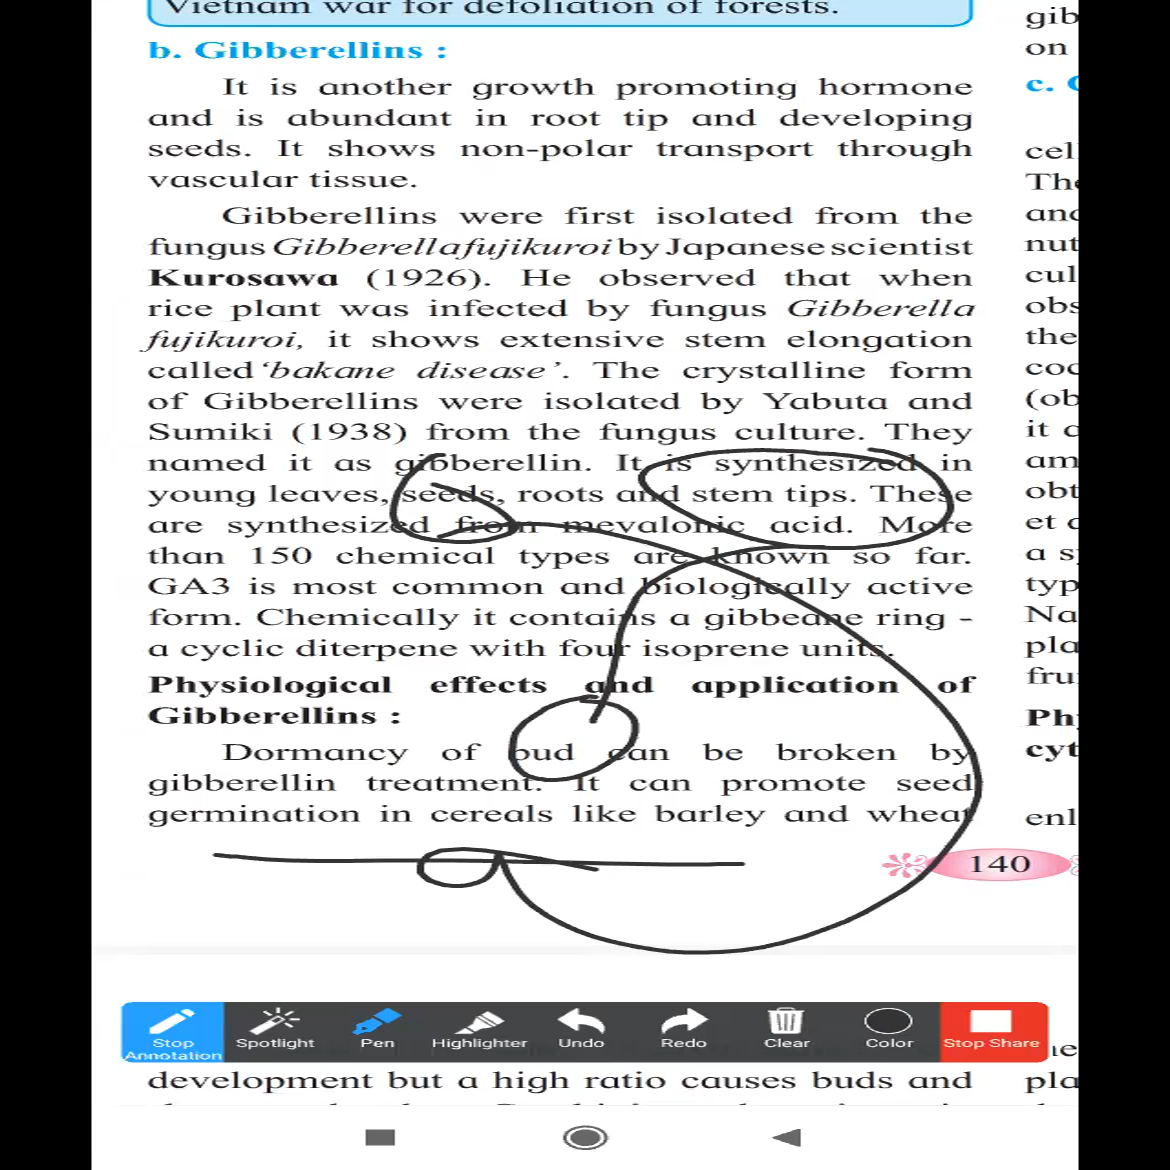 Vietnam war for defoliation of forests.
b. Gibberellins :
It is another growth promoting hormone
and is abundant in root tip and developing
seeds. It shows non-polar transport through
vascular tissue.
Gibberellins were first isolated from the
fungus Gibberella fujikuroi by Japanese scientist
Kurosawa (1926). He observed that when
rice plant was infected by fungus Gibberella
fujikuroi, it shows extensive stem elongation
called 'bakane disease'. The crystalline form
of Gibberellins were isolated by Yabuta and
Sumiki (1938) from the fungus culture. They
named it as gibberellin. It is synthesized in
young leaves, seeds, roots and stem tips. These
are synthesized from mevalonic acid. More
than 150 chemical types are known so far.
GA3 is most common and biologically active
form. Chemically it contains a gibbeane ring -
a cyclic diterpene with four isoprene units.
Physiological effects and application of
Gibberellins :
Dormancy of bud can be broken by
gibberellin treatment. It can promote seed
germination in cereals like barley and wheat
gib
on
c.
cel
The
and
nut
cul
obs
the
coc
(ob
it c
am
obt
et a
a s
typ
Na
pla
fru
Phy
cyt
enl
140
Stop Annotation
Spotlight
Pen
Highlighter
Undo
Redo
Clear
Color
Stop Share
development but a high ratio causes buds and
pla